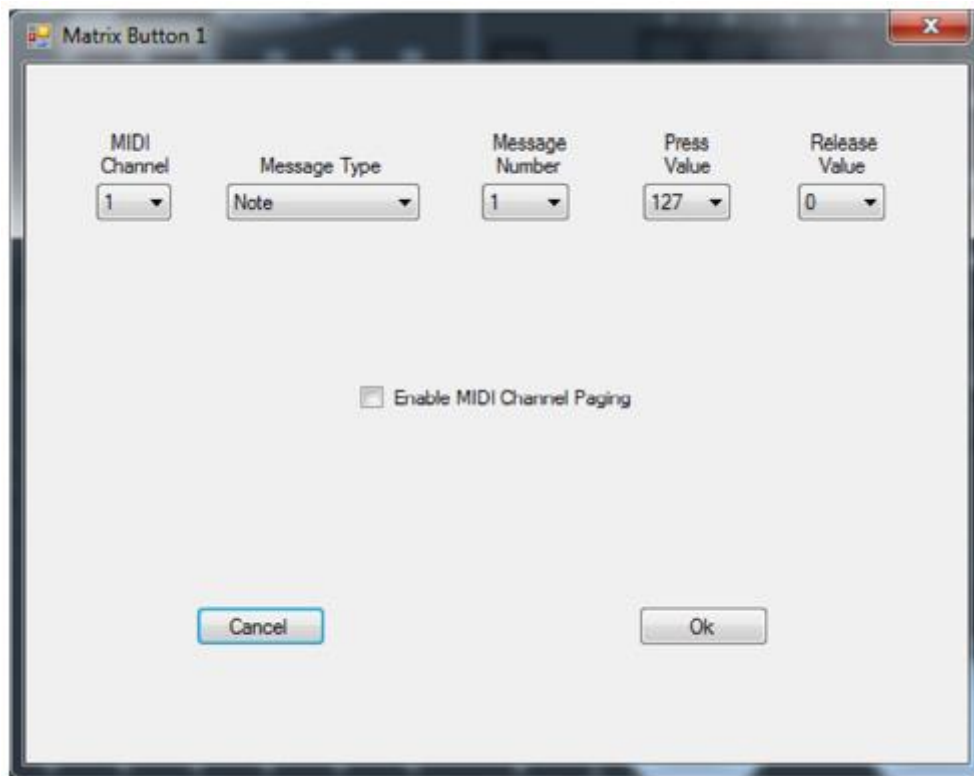 Matrix Button 1
MIDI
Channel
Message Type
Message
Number
Press
Value
Release
Value
1
Note
1
127
0
Enable MIDI Channel Paging
Cancel
Ok